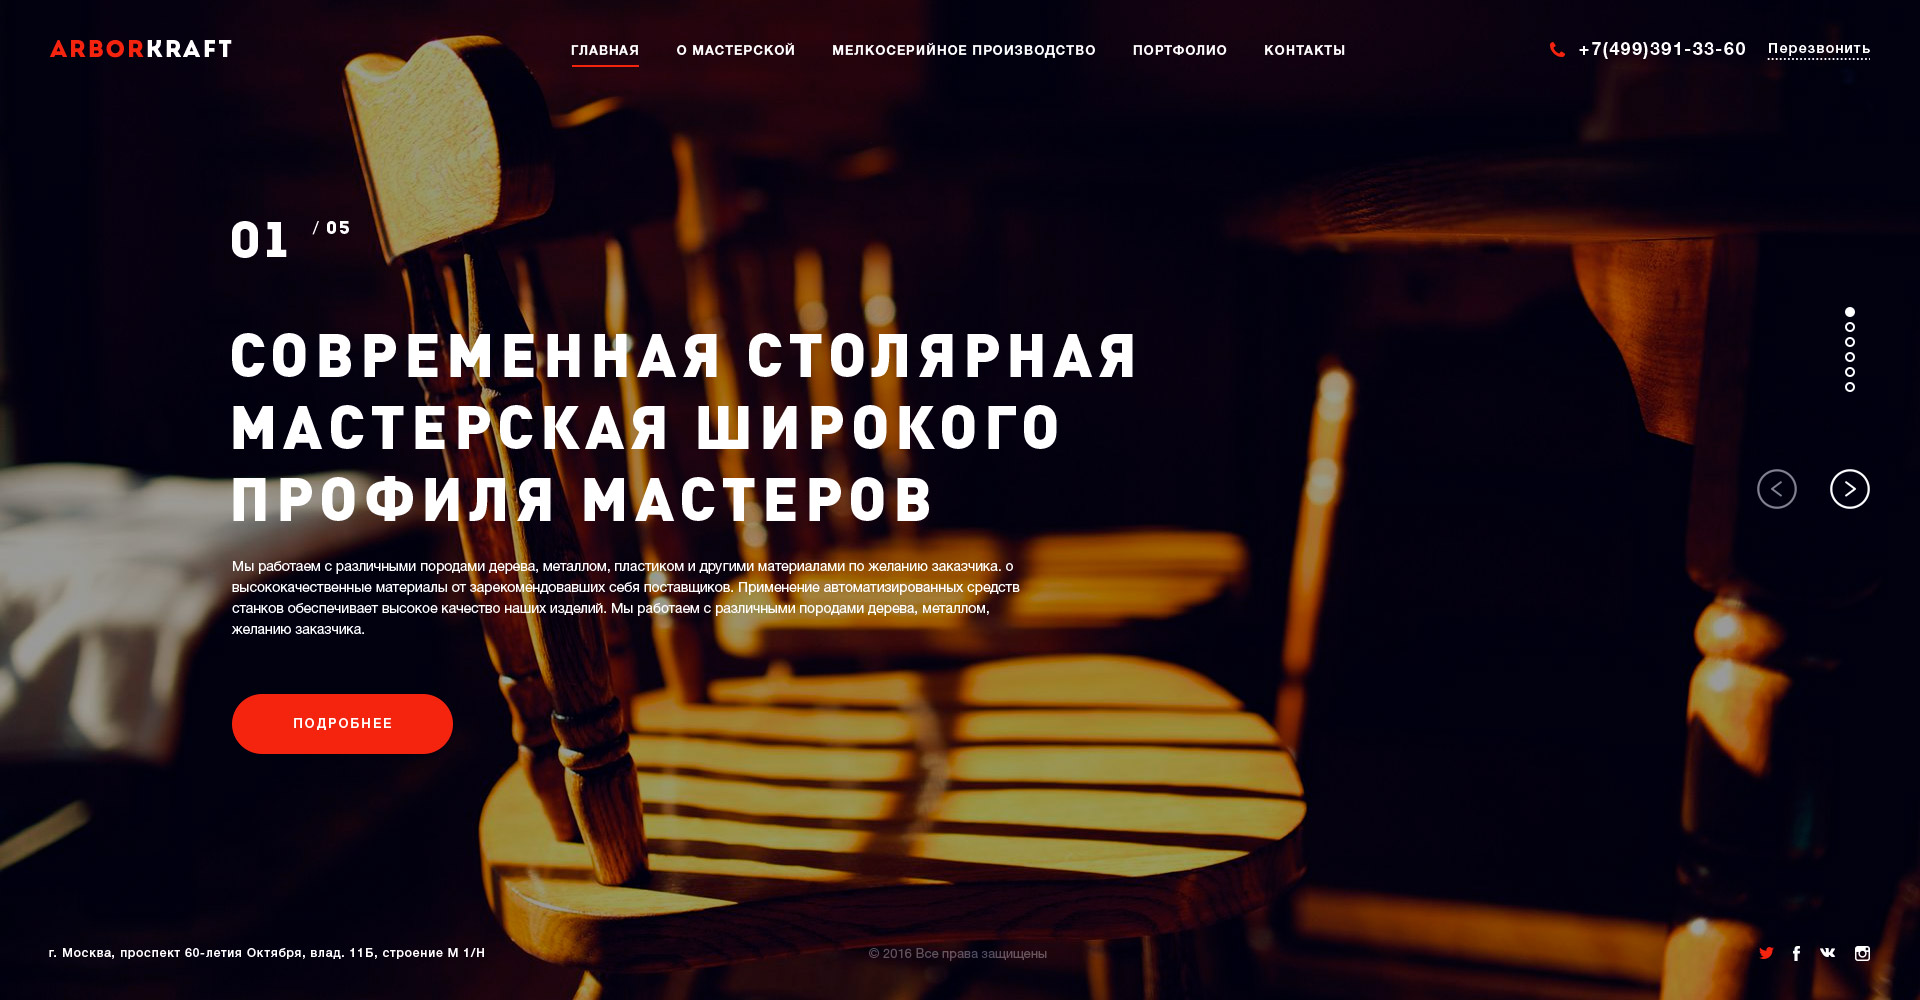 ARBORKRAFT
ГЛАВНАЯ
О МАСТЕРСКОЙ
МЕЛКОСЕРИЙНОЕ ПРОИЗВОДСТВО
ПОРТФОЛИО
КОНТАКТЫ
+7(499)391-33-60
Перезвонить
01 / 05
СОВРЕМЕННАЯ СТОЛЯРНАЯ
МАСТЕРСКАЯ ШИРОКОГО
ПРОФИЛЯ МАСТЕРОВ
Мы работаем с различными породами дерева, металлом, пластиком и другими материалами по желанию заказчика. о
высококачественные материалы от зарекомендовавших себя поставщиков. Применение автоматизированных средств
станков обеспечивает высокое качество наших изделий. Мы работаем с различными породами дерева, металлом,
желанию заказчика.
ПОДРОБНЕЕ
г. Москва, проспект 60-летия Октября, влад. 11Б, строение М 1/Н
© 2016 Все права защищены